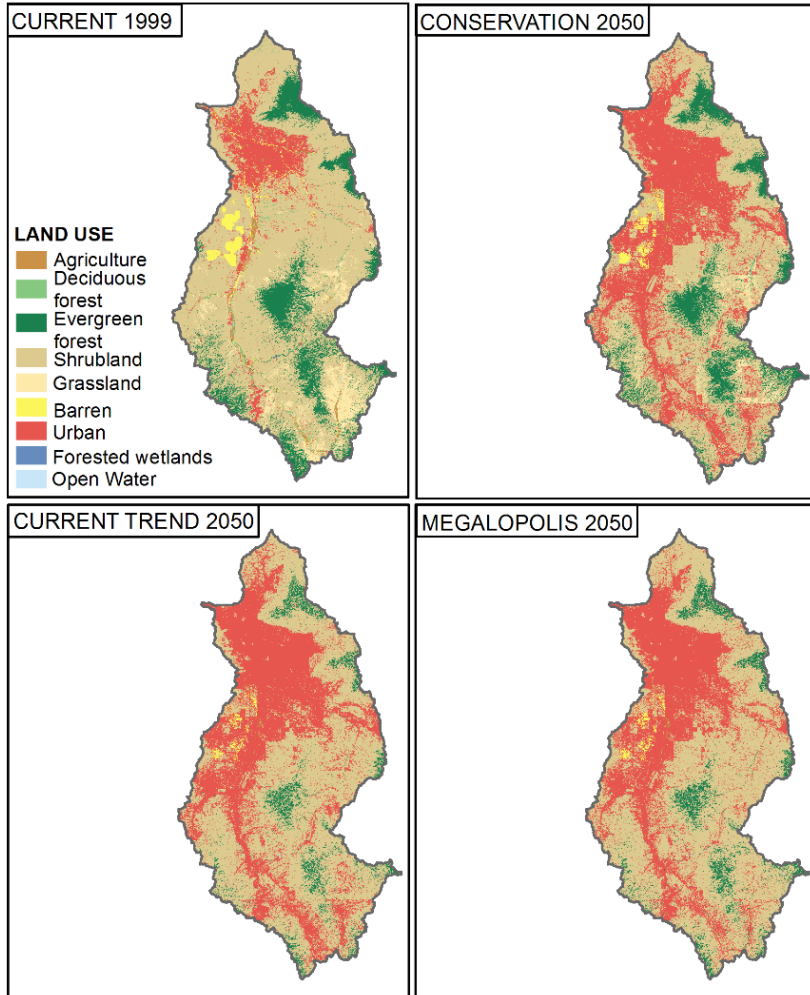 CURRENT 1999
CONSERVATION 2050
LAND USE
Agriculture
Deciduous
forest
Evergreen
forest
Shrubland
Grassland
Barren
Urban
Forested wetlands
Open Water
CURRENT TREND 2050
MEGALOPOLIS 2050